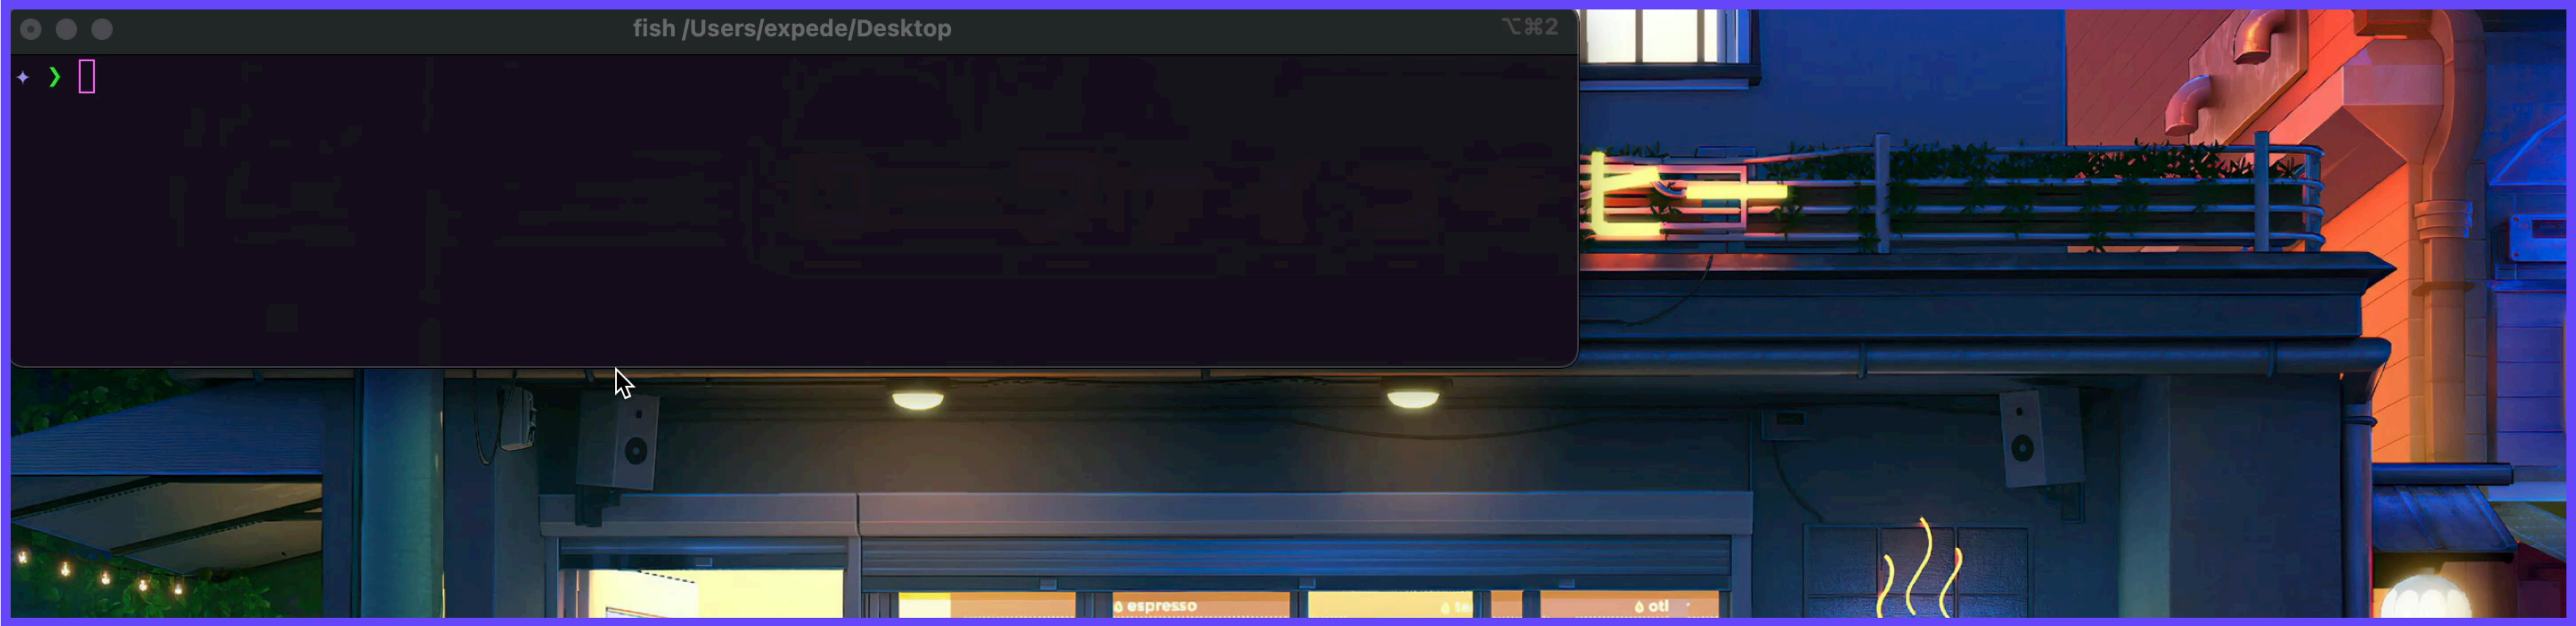 fish /Users/expede/Desktop
⌥⌘2
✦ ❯
espresso